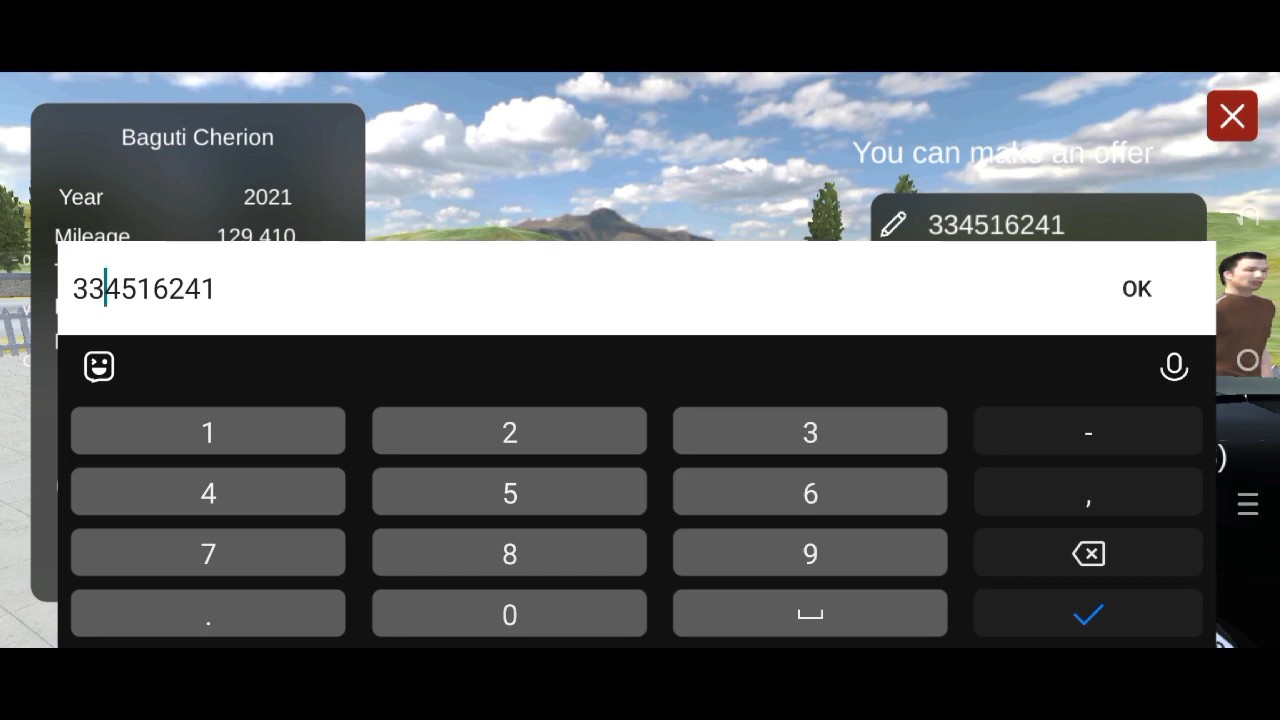 Baguti Cherion
You can make an offer
Year 2021
334516241
Mileage 129 410
334516241
OK
1 2 3 -
4 5 6 ,
7 8 9
. 0
)